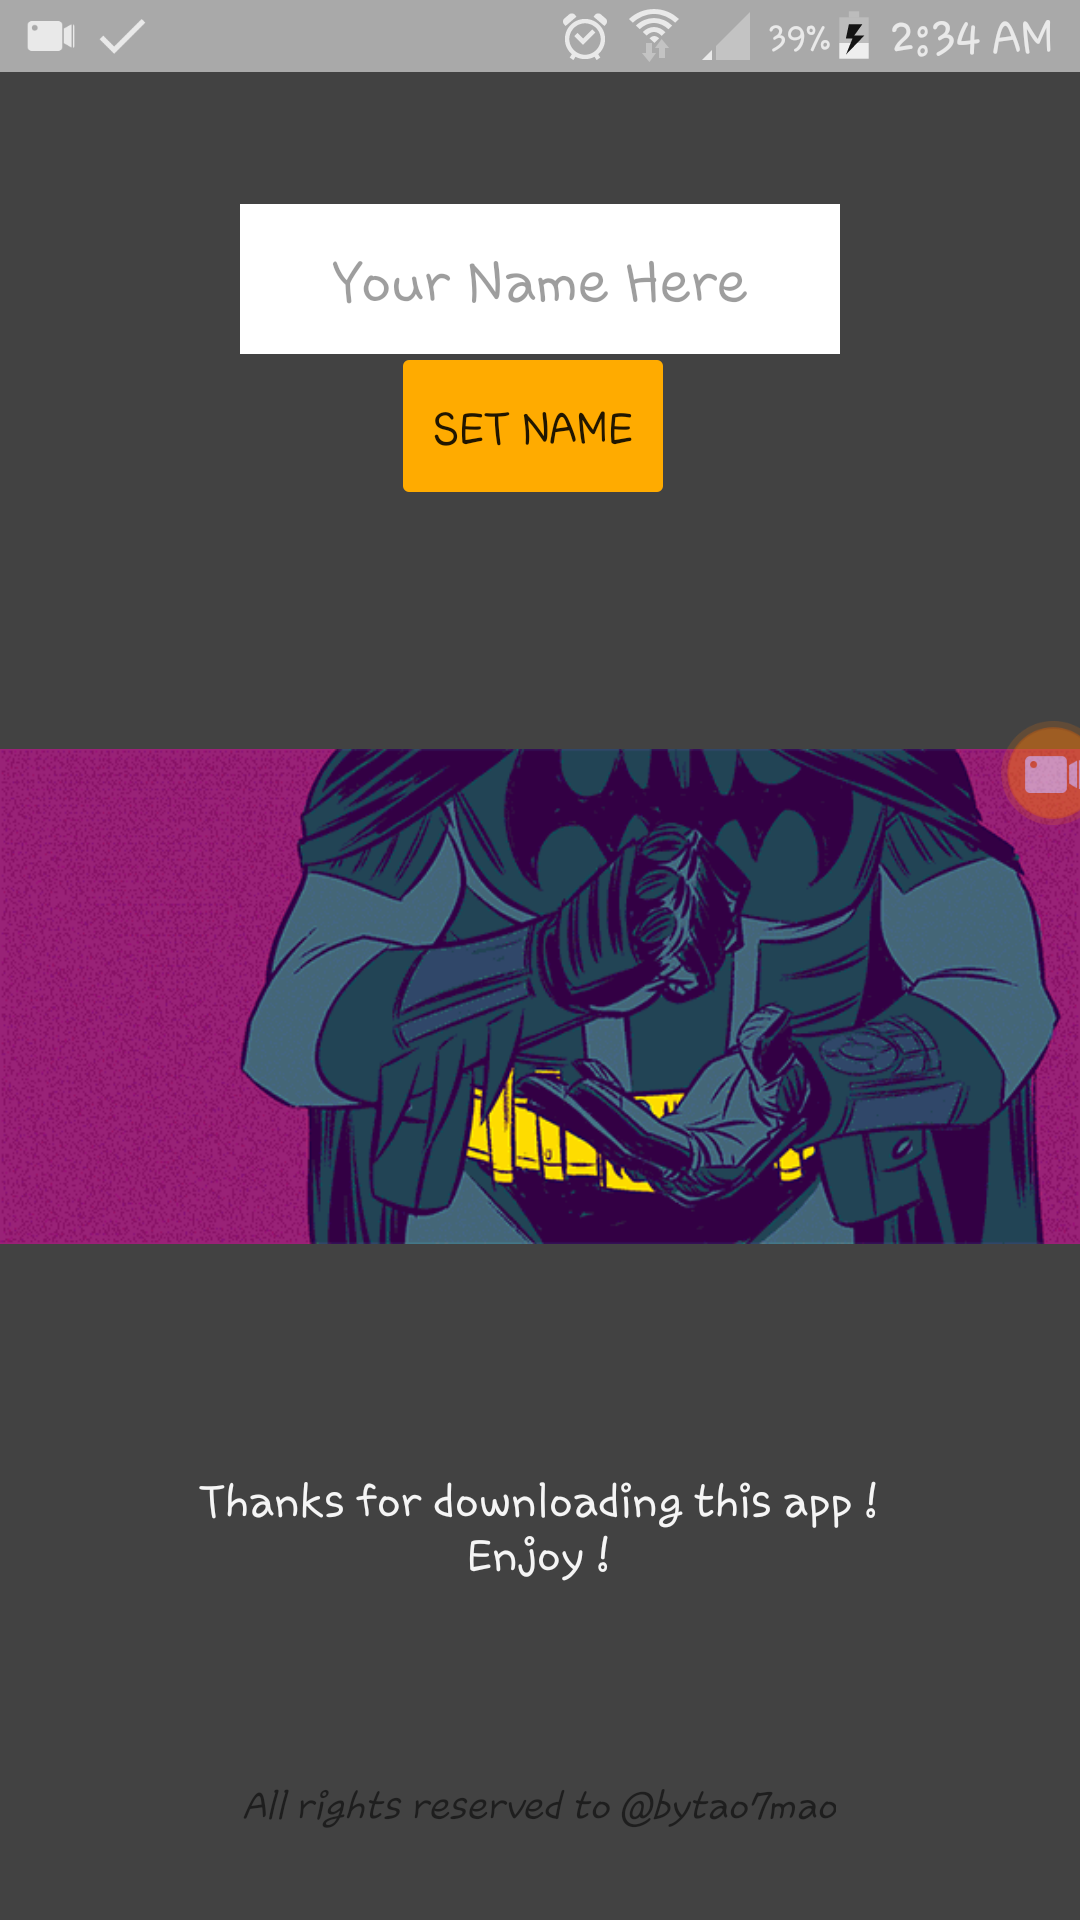 39% 2:34 AM
Your Name Here
SET NAME
Thanks for downloading this app !
Enjoy !
All rights reserved to @bytao7mao